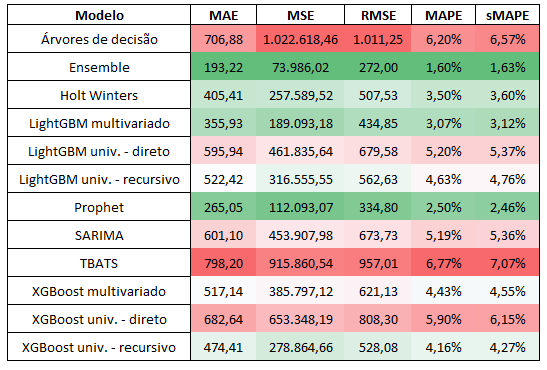 Modelo MAE MSE RMSE MAPE sMAPE
Árvores de decisão 706,88 1.022.618,46 1.011,25 6,20% 6,57%
Ensemble 193,22 73.986,02 272,00 1,60% 1,63%
Holt Winters 405,41 257.589,52 507,53 3,50% 3,60%
LightGBM multivariado 355,93 189.093,18 434,85 3,07% 3,12%
LightGBM univ. - direto 595,94 461.835,64 679,58 5,20% 5,37%
LightGBM univ. - recursivo 522,42 316.555,55 562,63 4,63% 4,76%
Prophet 265,05 112.093,07 334,80 2,50% 2,46%
SARIMA 601,10 453.907,98 673,73 5,19% 5,36%
TBATS 798,20 915.860,54 957,01 6,77% 7,07%
XGBoost multivariado 517,14 385.797,12 621,13 4,43% 4,55%
XGBoost univ. - direto 682,64 653.348,19 808,30 5,90% 6,15%
XGBoost univ. - recursivo 474,41 278.864,66 528,08 4,16% 4,27%